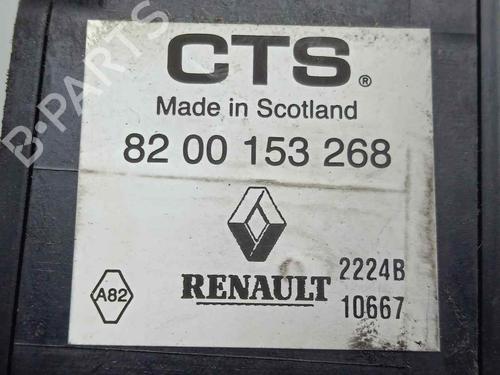 CTS®
Made in Scotland
82 00 153 268
A82
RENAULT
2224B
10667
B-PARTS